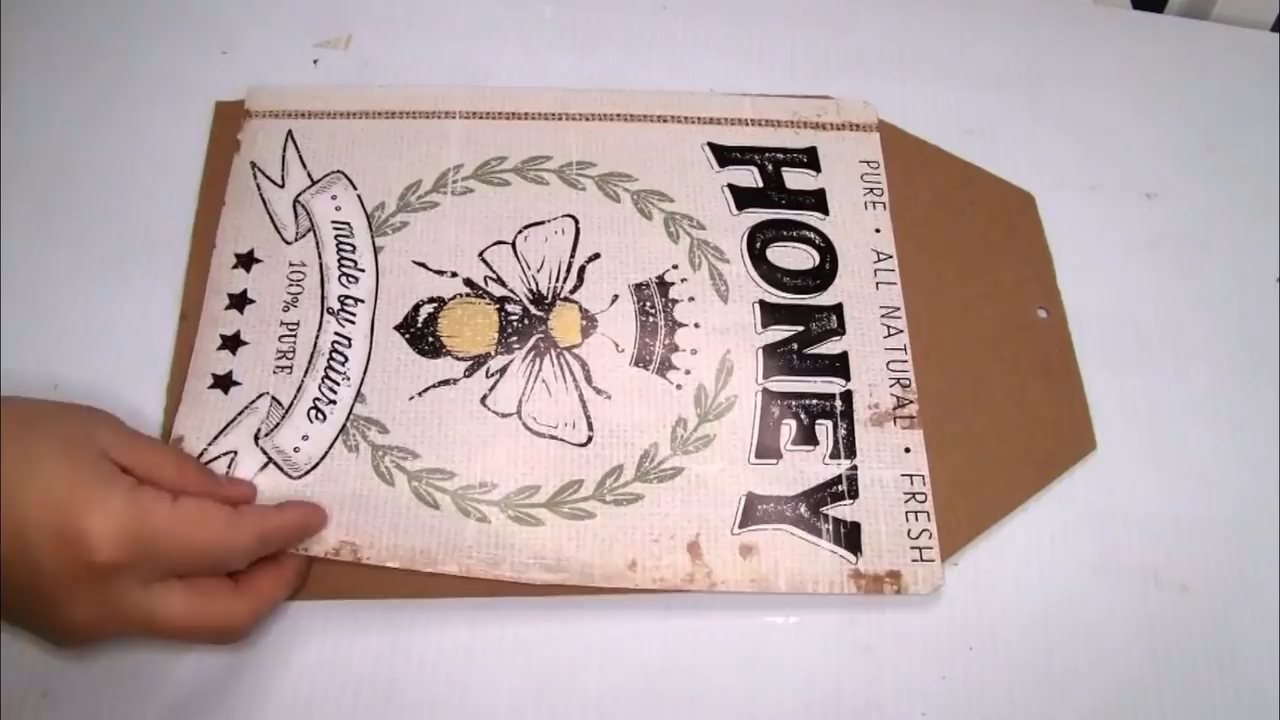 PURE • ALL NATURAL • FRESH
HONEY
made by nature
100% PURE